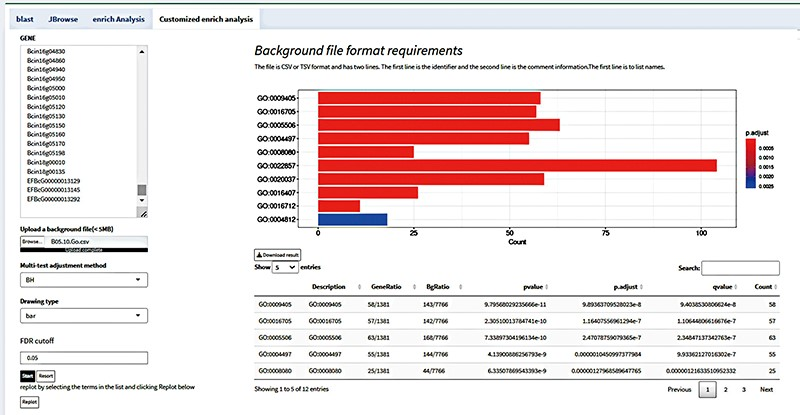 blast JBrowse enrich Analysis Customized enrich analysis
GENE
Bcin16g04830
Bcin16g04860
Bcin16g04940
Bcin16g04950
Bcin16g05000
Bcin16g05010
Bcin16g05120
Bcin16g05130
Bcin16g05150
Bcin16g05160
Bcin16g05170
Bcin16g05198
Bcin18g00010
Bcin18g00135
EFBcG00000013129
EFBcG00000013145
EFBcG00000013292
Upload a background file(< 5MB)
Browse... B05.10.Go.csv
Upload complete
Multi-test adjustment method
BH
Drawing type
bar
FDR cutoff
0.05
Start Resort
replot by selecting the terms in the list and clicking Replot below
Replot
Background file format requirements
The file is CSV or TSV format and has two lines. The first line is the identifier and the second line is the comment information.The first line is to list names.
GO:0009405
GO:0016705
GO:0005506
GO:0004497
GO:0008080
GO:0022857
GO:0020037
GO:0016407
GO:0016712
GO:0004812
0 25 50 75 100
Count
p.adjust
0.0005
0.0010
0.0015
0.0020
0.0025
Download result
Show 5 entries Search:
Description GeneRatio BgRatio pvalue p.adjust qvalue Count
GO:0009405 GO:0009405 58/1381 143/7766 9.79568029235666e-11 9.89363709528023e-8 9.4038530806624e-8 58
GO:0016705 GO:0016705 57/1381 142/7766 2.30510013784741e-10 1.16407556961294e-7 1.10644806616676e-7 57
GO:0005506 GO:0005506 63/1381 168/7766 7.33897304196134e-10 2.47078759079365e-7 2.34847137342763e-7 63
GO:0004497 GO:0004497 55/1381 144/7766 4.13900886256793e-9 0.0000010450997377984 9.93362127016302e-7 55
GO:0008080 GO:0008080 25/1381 44/7766 6.33507869543393e-9 0.00000127968589647765 0.00000121633510952332 25
Showing 1 to 5 of 12 entries Previous 1 2 3 Next